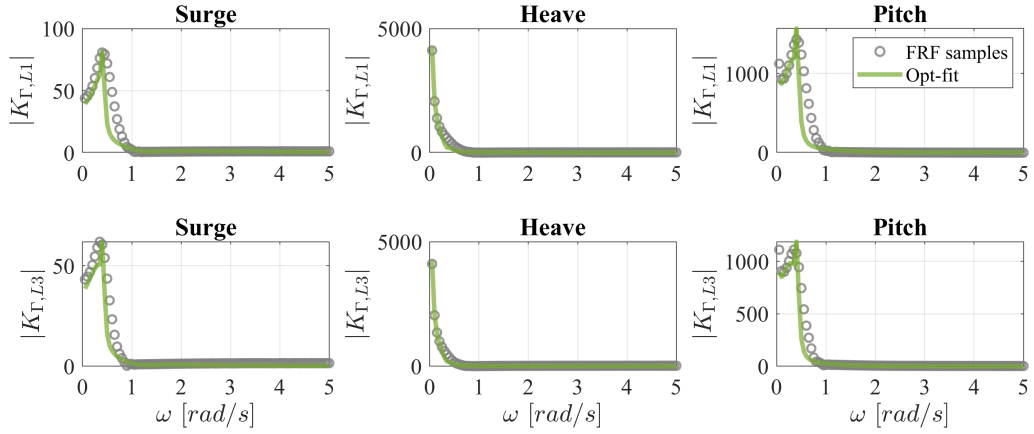 Surge
Heave
Pitch
|K_{Γ,L1}|
100
50
0
0 1 2 3 4 5
|K_{Γ,L1}|
5000
0
0 1 2 3 4 5
|K_{Γ,L1}|
1000
0
0 1 2 3 4 5
FRF samples
Opt-fit
Surge
Heave
Pitch
|K_{Γ,L3}|
50
0
0 1 2 3 4 5
ω [rad/s]
|K_{Γ,L3}|
5000
0
0 1 2 3 4 5
ω [rad/s]
|K_{Γ,L3}|
1000
500
0
0 1 2 3 4 5
ω [rad/s]